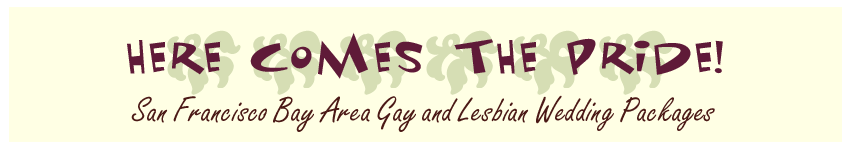 HERE COMES THE PRiDE!
San Francisco Bay Area Gay and Lesbian Wedding Packages